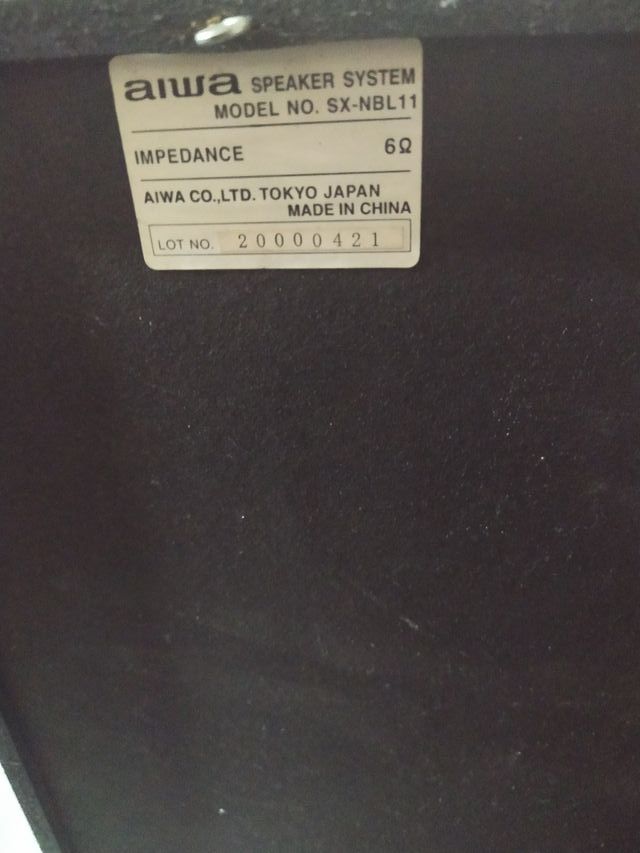 aiwa SPEAKER SYSTEM
MODEL NO. SX-NBL11
IMPEDANCE 6Ω
AIWA CO.,LTD. TOKYO JAPAN
MADE IN CHINA
LOT NO. 20000421